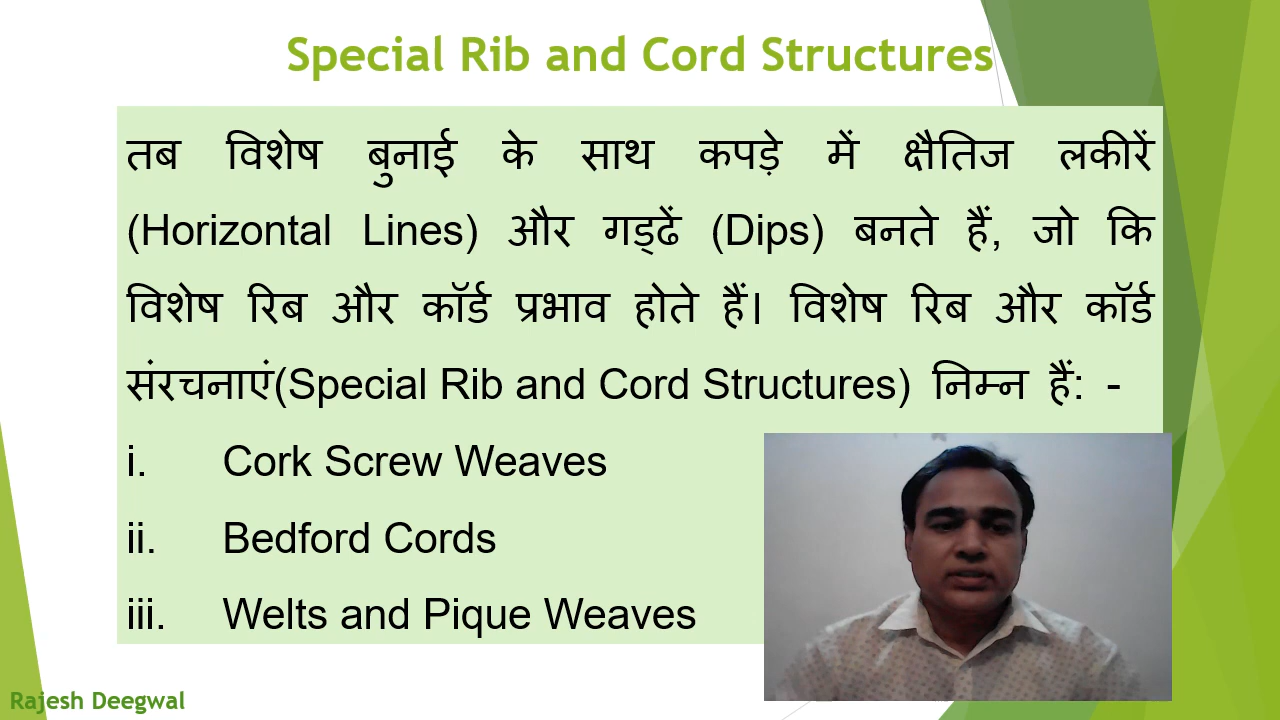 Special Rib and Cord Structures
तब विशेष बुनाई के साथ कपड़े में क्षैतिज लकीरें
(Horizontal Lines) और गड्ढें (Dips) बनते हैं, जो कि
विशेष रिब और कॉर्ड प्रभाव होते हैं। विशेष रिब और कॉर्ड
संरचनाएं(Special Rib and Cord Structures) निम्न हैं: -
i. Cork Screw Weaves
ii. Bedford Cords
iii. Welts and Pique Weaves
Rajesh Deegwal